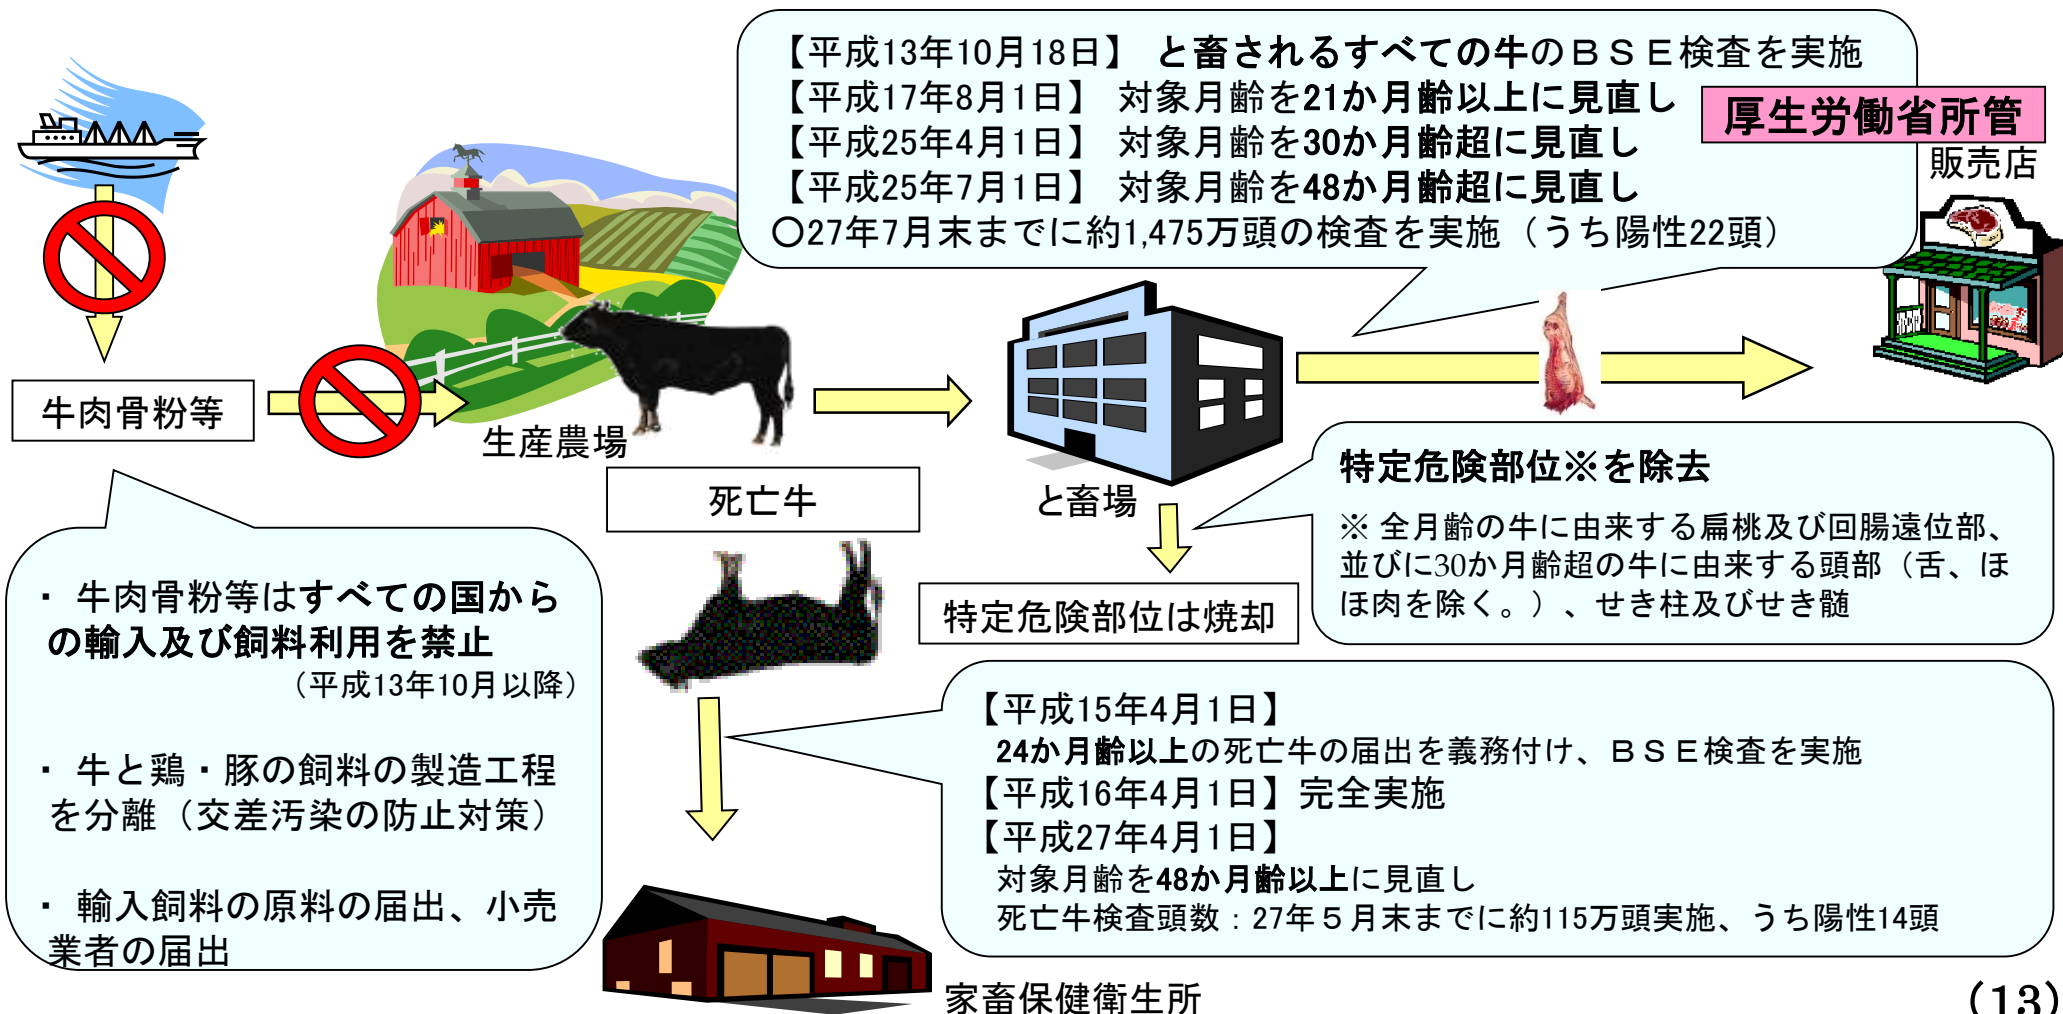 【平成13年10月18日】 と畜されるすべての牛のＢＳＥ検査を実施
【平成17年8月1日】 対象月齢を21か月齢以上に見直し
【平成25年4月1日】 対象月齢を30か月齢超に見直し
【平成25年7月1日】 対象月齢を48か月齢超に見直し
○27年7月末までに約1,475万頭の検査を実施（うち陽性22頭）
厚生労働省所管
販売店
牛肉骨粉等
生産農場
死亡牛
と畜場
特定危険部位※を除去
※ 全月齢の牛に由来する扁桃及び回腸遠位部、
並びに30か月齢超の牛に由来する頭部（舌、ほ
ほ肉を除く。）、せき柱及びせき髄
特定危険部位は焼却
・ 牛肉骨粉等はすべての国から
の輸入及び飼料利用を禁止
（平成13年10月以降）
・ 牛と鶏・豚の飼料の製造工程
を分離（交差汚染の防止対策）
・ 輸入飼料の原料の届出、小売
業者の届出
【平成15年4月1日】
24か月齢以上の死亡牛の届出を義務付け、ＢＳＥ検査を実施
【平成16年4月1日】完全実施
【平成27年4月1日】
対象月齢を48か月齢以上に見直し
死亡牛検査頭数：27年５月末までに約115万頭実施、うち陽性14頭
家畜保健衛生所
（13）